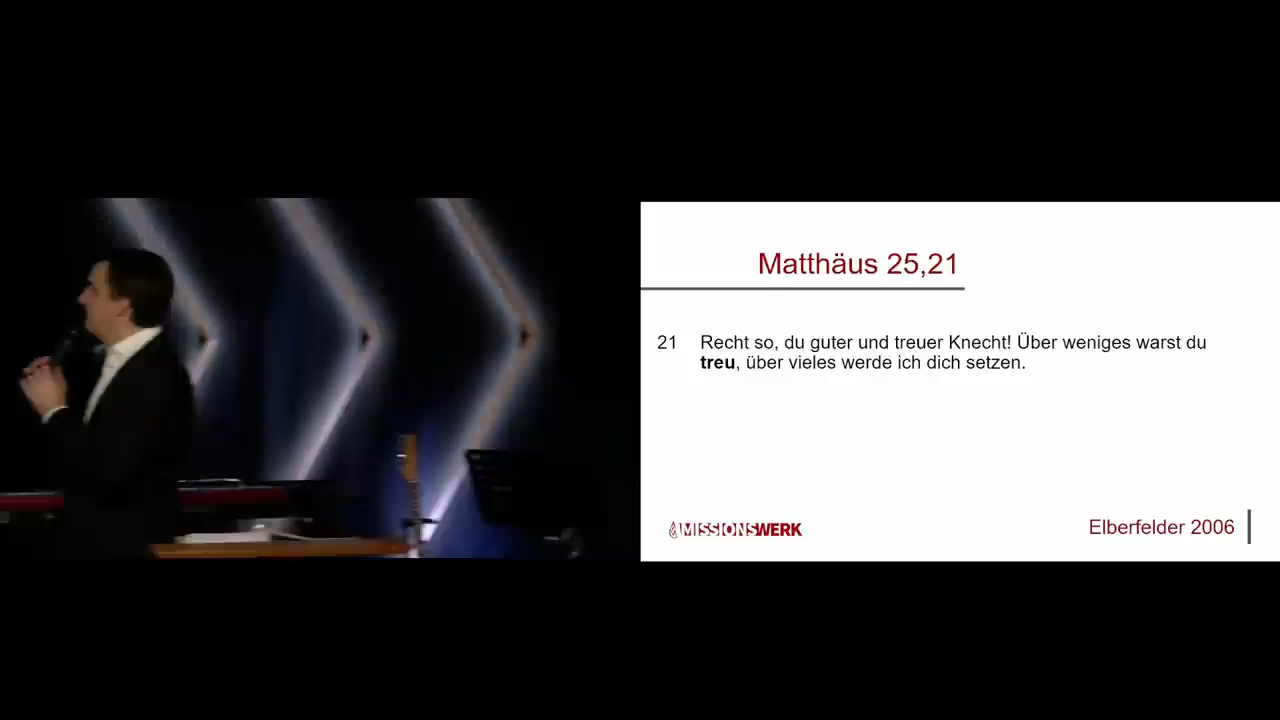 Matthäus 25,21
21 Recht so, du guter und treuer Knecht! Über weniges warst du
treu, über vieles werde ich dich setzen.
MISSIONSWERK
Elberfelder 2006